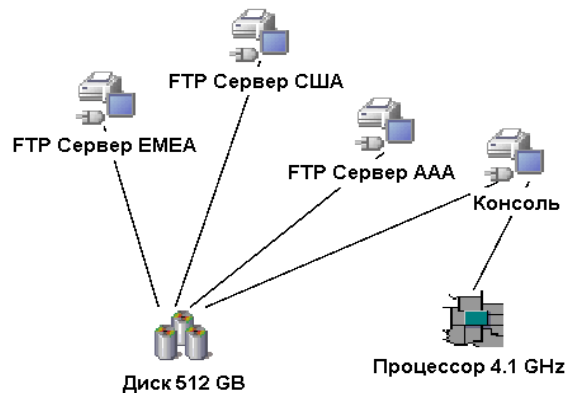 FTP Сервер США
FTP Сервер EMEA
FTP Сервер AAA
Консоль
Процессор 4.1 GHz
Диск 512 GB